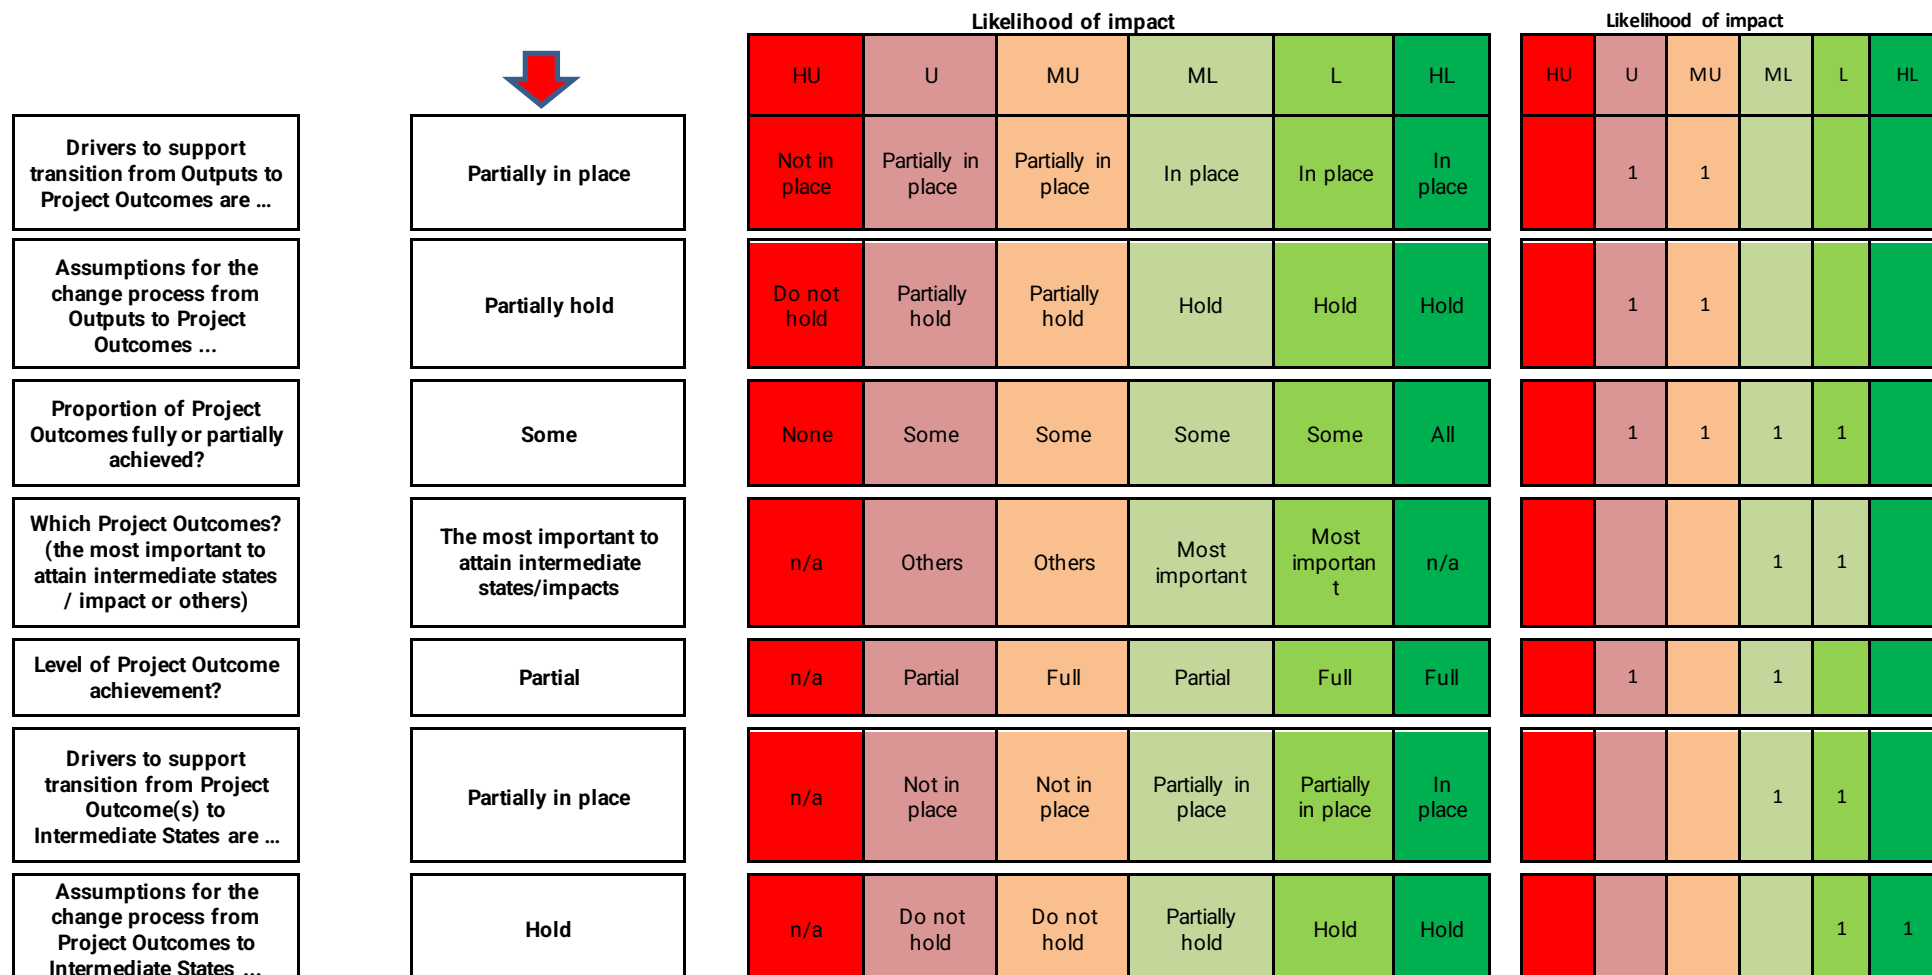 Likelihood of impact
Likelihood of impact
HU U MU ML L HL
HU U MU ML L HL
Drivers to support
transition from Outputs to
Project Outcomes are ...
Partially in place
Not in
place
Partially in
place
Partially in
place
In place
In place
In
place
1 1
Assumptions for the
change process from
Outputs to Project
Outcomes ...
Partially hold
Do not
hold
Partially
hold
Partially
hold
Hold
Hold
Hold
1 1
Proportion of Project
Outcomes fully or partially
achieved?
Some
None
Some
Some
Some
Some
All
1 1 1 1
Which Project Outcomes?
(the most important to
attain intermediate states
/ impact or others)
The most important to
attain intermediate
states/impacts
n/a
Others
Others
Most
important
Most
importan
t
n/a
1 1
Level of Project Outcome
achievement?
Partial
n/a
Partial
Full
Partial
Full
Full
1 1
Drivers to support
transition from Project
Outcome(s) to
Intermediate States are ...
Partially in place
n/a
Not in
place
Not in
place
Partially in
place
Partially
in place
In
place
1 1
Assumptions for the
change process from
Project Outcomes to
Intermediate States ...
Hold
n/a
Do not
hold
Do not
hold
Partially
hold
Hold
Hold
1 1